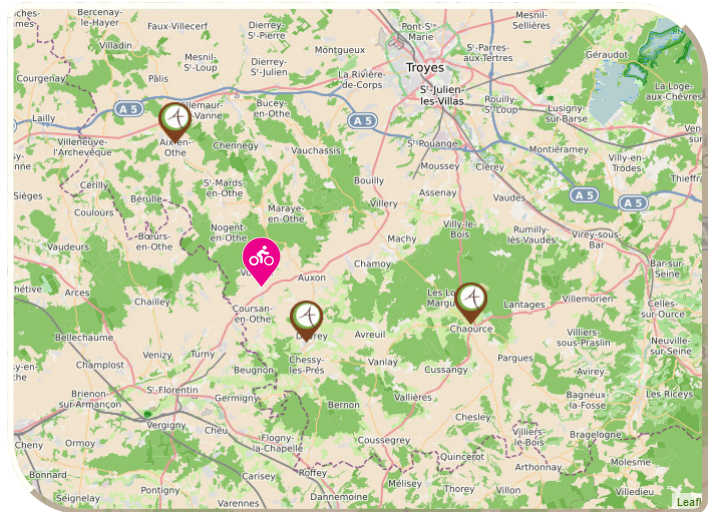 Bercenay-
le-Hayer
Faux-Villecerf
Dierrey-
St-Pierre
Pont-Ste
Marie
Mesnil-
Sellières
Villadin
Montgueux
Mesnil-
St-Loup
Dierrey-
St-Julien
St-Parres-
aux-Tertres
Géraudot
Courgenay
Pâlis
La Rivière-
de-Corps
Troyes
St-Julien-
les-Villas
La Loge-
aux-Chèvres
Lailly
A 5
Bucey-
en-Othe
A 5
Rouilly-
St-Loup
Lusigny-
sur-Barse
Villeneuve-
l'Archevêque
Aix-en-
Othe
Chennegy
Vauchassy
St-Pouange
Montiéramey
Moussey
Clérey
Villy-en-
Trodes
Cérilly
St-Mards-
en-Othe
Bouilly
Sièges
Bérulle
Assenay
A 5
A 5
Thieffra
Coulours
Maraye-
en-Othe
Villery
Vaudes
Nogent-
en-Othe
Villy-le-
Bois
Rumilly-
lès-Vaudes
Virey-sous-
Bar
Vaudeurs
Bœurs-
en-Othe
Machy
Chamoy
Bar-sur-
Seine
Auxon
Arces
Chailley
Coursan-
en-Othe
Lantages
Villemorien
Celles-
sur-Ource
Chaource
Bellechaume
Avreuil
Villiers-
sous-Praslin
Neuville-
sur-Seine
Venizy
Turny
Chessy-
les-Prés
Vanlay
Pargues
Champlost
Beugnon
Cussangy
Avirey
Brienon-
sur-Armançon
St-Florentin
Germigny
Bernon
Vallières
Bagneux-
la-Fosse
Les Riceys
Vergigny
Chéu
Chesley
Cheny
Ormoy
Flogny-
la-Chapelle
Coussegrey
Villiers-
le-Bois
Bragelogne
Quincerot
Bonnard
Carisey
Roffey
Arthonnay
Molesme
Seignelay
Pontigny
Varennes
Dannemoine
Mélisey
Thorey
Villon
Villedieu
Leafl